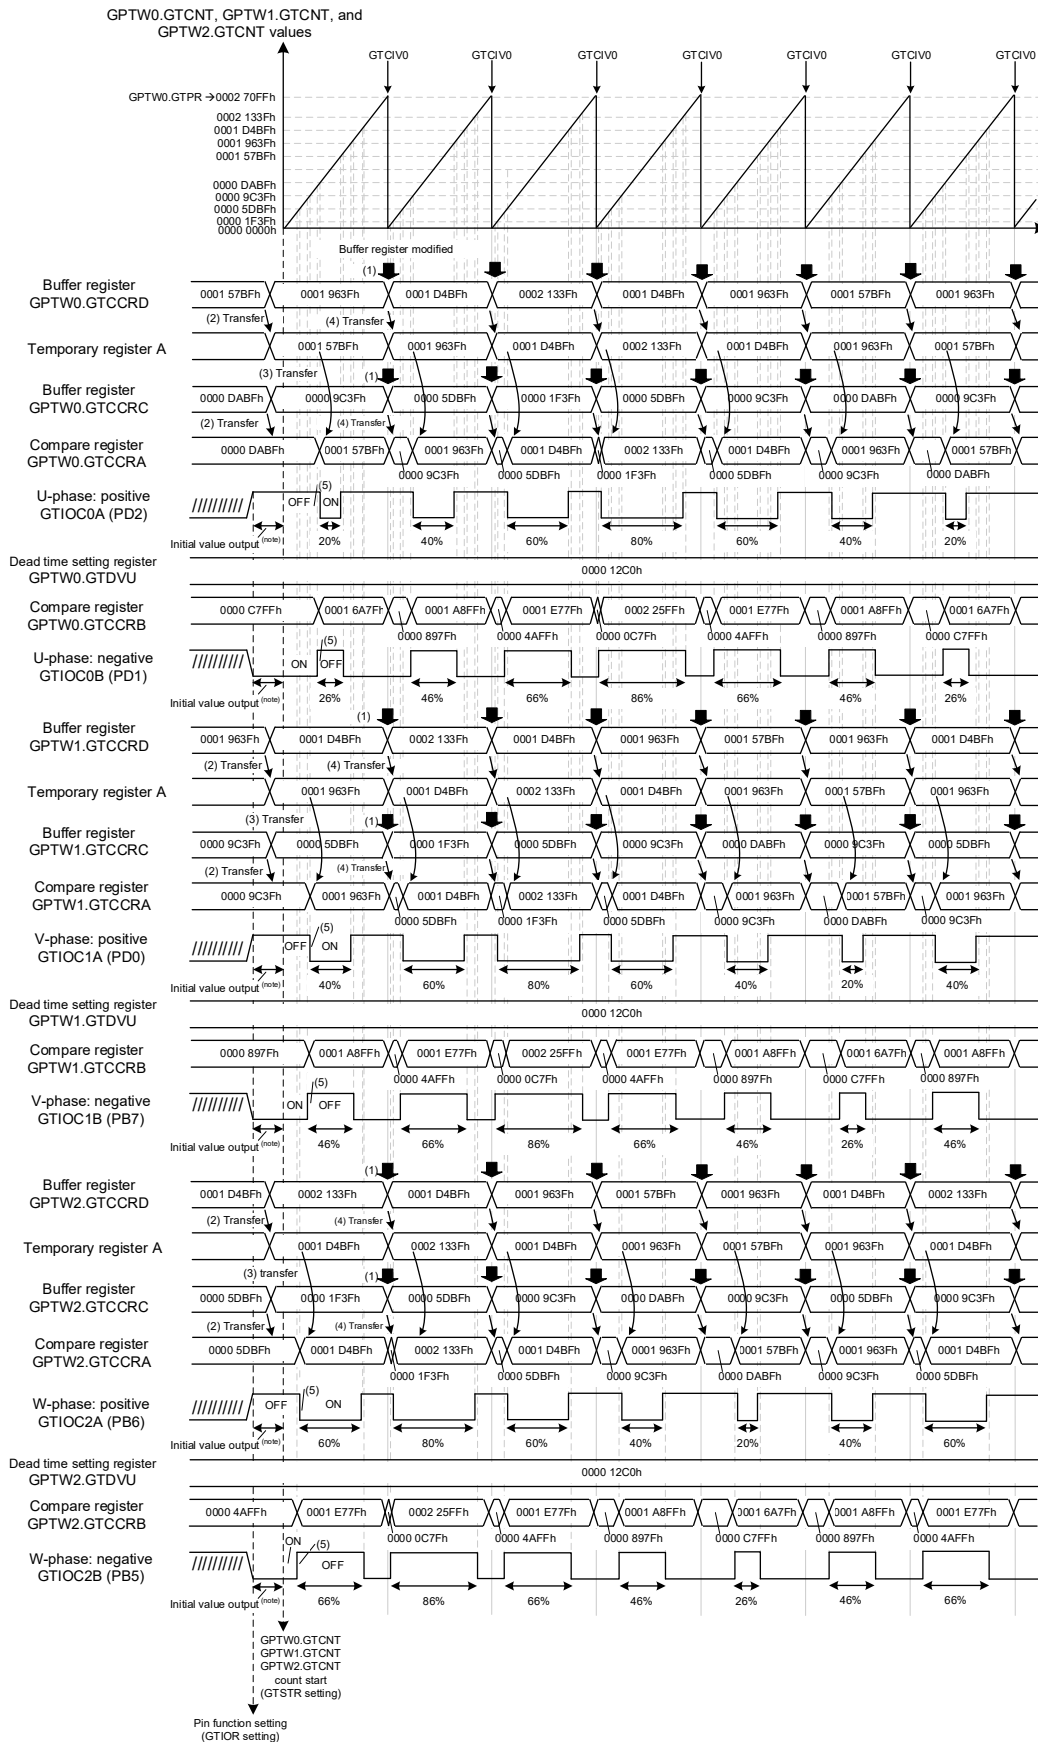 GPTW0.GTCNT, GPTW1.GTCNT, and
GPTW2.GTCNT values
GTCIV0 GTCIV0 GTCIV0 GTCIV0 GTCIV0 GTCIV0 GTCIV0
GPTW0.GTPR →0002 70FFh
0002 133Fh
0001 D4BFh
0001 963Fh
0001 57BFh
0000 DABFh
0000 9C3Fh
0000 5DBFh
0000 1F3Fh
0000 0000h
Buffer register modified
(1)
Buffer register
GPTW0.GTCCRD
0001 57BFh 0001 963Fh 0001 D4BFh 0002 133Fh 0001 D4BFh 0001 963Fh 0001 57BFh 0001 963Fh
(2) Transfer (4) Transfer
Temporary register A
0001 57BFh 0001 963Fh 0001 D4BFh 0002 133Fh 0001 D4BFh 0001 963Fh 0001 57BFh
(3) Transfer (1)
Buffer register
GPTW0.GTCCRC
0000 DABFh 0000 9C3Fh 0000 5DBFh 0000 1F3Fh 0000 5DBFh 0000 9C3Fh 0000 DABFh 0000 9C3Fh
(2) Transfer (4) Transfer
Compare register
GPTW0.GTCCRA
0000 DABFh 0001 57BFh 0001 963Fh 0001 D4BFh 0002 133Fh 0001 D4BFh 0001 963Fh 0001 57BFh
0000 9C3Fh 0000 5DBFh 0000 1F3Fh 0000 5DBFh 0000 9C3Fh 0000 DABFh
U-phase: positive
GTIOC0A (PD2)
OFF (5) ON
Initial value output (note)
20% 40% 60% 80% 60% 40% 20%
Dead time setting register
GPTW0.GTDVU
0000 12C0h
Compare register
GPTW0.GTCCRB
0000 C7FFh 0001 6A7Fh 0001 A8FFh 0001 E77Fh 0002 25FFh 0001 E77Fh 0001 A8FFh 0001 6A7Fh
0000 897Fh 0000 4AFFh 0000 0C7Fh 0000 4AFFh 0000 897Fh 0000 C7FFh
U-phase: negative
GTIOC0B (PD1)
ON (5) OFF
Initial value output (note)
26% 46% 66% 86% 66% 46% 26%
(1)
Buffer register
GPTW1.GTCCRD
0001 963Fh 0001 D4BFh 0002 133Fh 0001 D4BFh 0001 963Fh 0001 57BFh 0001 963Fh 0001 D4BFh
(2) Transfer (4) Transfer
Temporary register A
0001 963Fh 0001 D4BFh 0002 133Fh 0001 D4BFh 0001 963Fh 0001 57BFh 0001 963Fh
(3) Transfer (1)
Buffer register
GPTW1.GTCCRC
0000 9C3Fh 0000 5DBFh 0000 1F3Fh 0000 5DBFh 0000 9C3Fh 0000 DABFh 0000 9C3Fh 0000 5DBFh
(2) Transfer (4) Transfer
Compare register
GPTW1.GTCCRA
0000 9C3Fh 0001 963Fh 0001 D4BFh 0002 133Fh 0001 D4BFh 0001 963Fh 0001 57BFh 0001 963Fh
0000 5DBFh 0000 1F3Fh 0000 5DBFh 0000 9C3Fh 0000 DABFh 0000 9C3Fh
V-phase: positive
GTIOC1A (PD0)
OFF (5) ON
Initial value output (note)
40% 60% 80% 60% 40% 20% 40%
Dead time setting register
GPTW1.GTDVU
0000 12C0h
Compare register
GPTW1.GTCCRB
0000 897Fh 0001 A8FFh 0001 E77Fh 0002 25FFh 0001 E77Fh 0001 A8FFh 0001 6A7Fh 0001 A8FFh
0000 4AFFh 0000 0C7Fh 0000 4AFFh 0000 897Fh 0000 C7FFh 0000 897Fh
V-phase: negative
GTIOC1B (PB7)
ON (5) OFF
Initial value output (note)
46% 66% 86% 66% 46% 26% 46%
(1)
Buffer register
GPTW2.GTCCRD
0001 D4BFh 0002 133Fh 0001 D4BFh 0001 963Fh 0001 57BFh 0001 963Fh 0001 D4BFh 0002 133Fh
(2) Transfer (4) Transfer
Temporary register A
0001 D4BFh 0002 133Fh 0001 D4BFh 0001 963Fh 0001 57BFh 0001 963Fh 0001 D4BFh
(3) transfer (1)
Buffer register
GPTW2.GTCCRC
0000 5DBFh 0000 1F3Fh 0000 5DBFh 0000 9C3Fh 0000 DABFh 0000 9C3Fh 0000 5DBFh 0000 9C3Fh
(2) Transfer (4) Transfer
Compare register
GPTW2.GTCCRA
0000 5DBFh 0001 D4BFh 0002 133Fh 0001 D4BFh 0001 963Fh 0001 57BFh 0001 963Fh 0001 D4BFh
0000 1F3Fh 0000 5DBFh 0000 9C3Fh 0000 DABFh 0000 9C3Fh 0000 5DBFh
W-phase: positive
GTIOC2A (PB6)
OFF (5) ON
Initial value output (note)
60% 80% 60% 40% 20% 40% 60%
Dead time setting register
GPTW2.GTDVU
0000 12C0h
Compare register
GPTW2.GTCCRB
0000 4AFFh 0001 E77Fh 0002 25FFh 0001 E77Fh 0001 A8FFh 0001 6A7Fh 0001 A8FFh 0001 E77Fh
0000 0C7Fh 0000 4AFFh 0000 897Fh 0000 C7FFh 0000 897Fh 0000 4AFFh
W-phase: negative
GTIOC2B (PB5)
ON (5) OFF
Initial value output (note)
66% 86% 66% 46% 26% 46% 66%
GPTW0.GTCNT
GPTW1.GTCNT
GPTW2.GTCNT
count start
(GTSTR setting)
Pin function setting
(GTIOR setting)